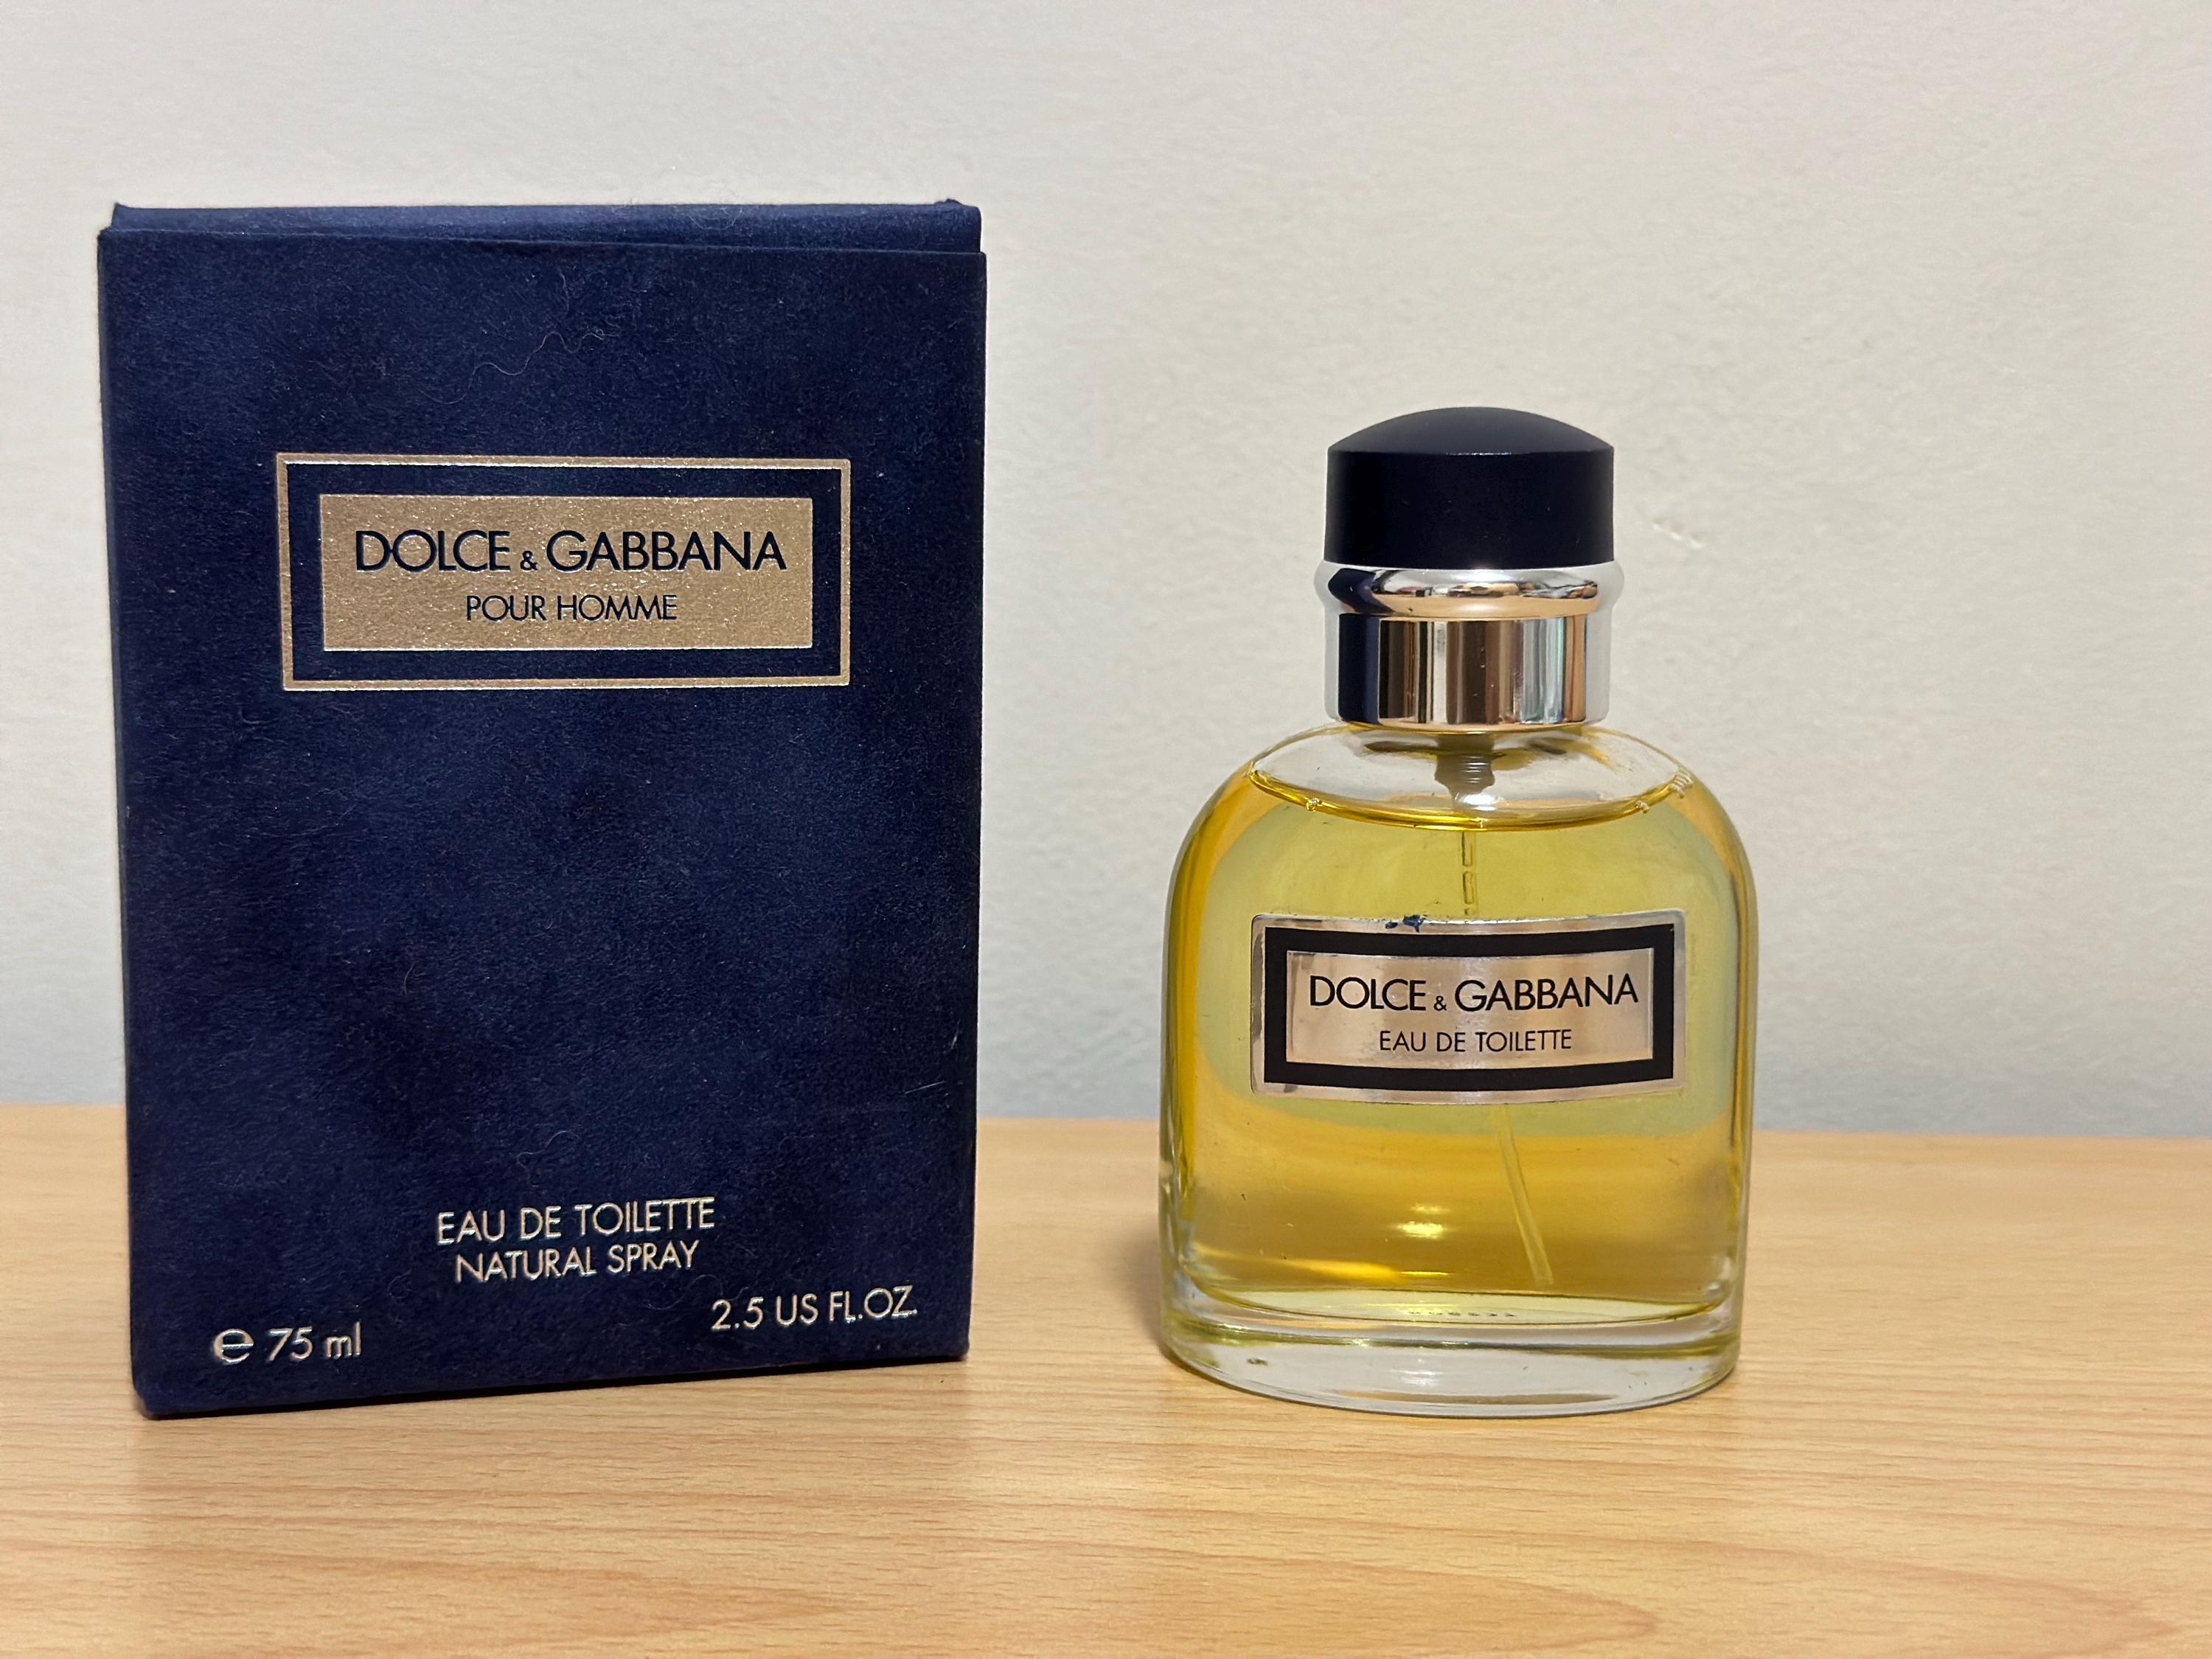 DOLCE & GABBANA
POUR HOMME
EAU DE TOILETTE
NATURAL SPRAY
2.5 US FL.OZ.
e 75 ml
DOLCE & GABBANA
EAU DE TOILETTE